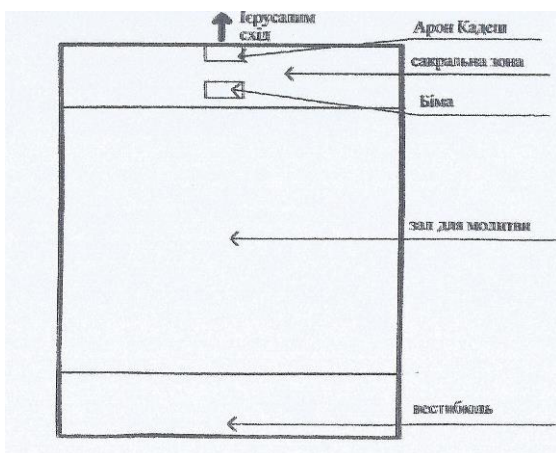 Ієрусалим
схід
Арон Кадеш
сакральна зона
Біма
зал для молитви
вестибюль